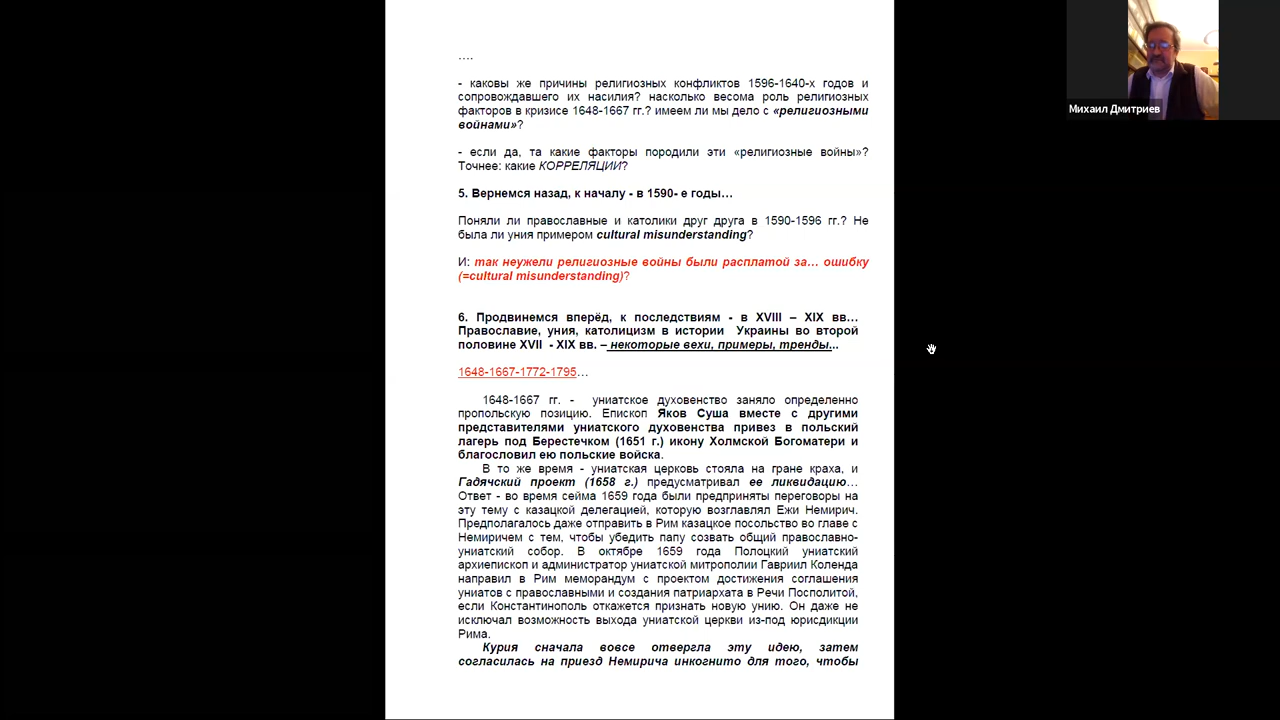 ....
- каковы же причины религиозных конфликтов 1596-1640-х годов и
сопровождавшего их насилия? насколько весома роль религиозных
факторов в кризисе 1648-1667 гг.? имеем ли мы дело с «религиозными
войнами»?
- если да, та какие факторы породили эти «религиозные войны»?
Точнее: какие КОРРЕЛЯЦИИ?
5. Вернемся назад, к началу - в 1590- е годы…
Поняли ли православные и католики друг друга в 1590-1596 гг.? Не
была ли уния примером cultural misunderstanding?
И: так неужели религиозные войны были расплатой за… ошибку
(=cultural misunderstanding)?
6. Продвинемся вперёд, к последствиям - в XVIII – XIX вв…
Православие, уния, католицизм в истории Украины во второй
половине XVII - XIX вв. – некоторые вехи, примеры, тренды...
1648-1667-1772-1795…
1648-1667 гг. - униатское духовенство заняло определенно
пропольскую позицию. Епископ Яков Суша вместе с другими
представителями униатского духовенства привез в польский
лагерь под Берестечком (1651 г.) икону Холмской Богоматери и
благословил ею польские войска.
В то же время - униатская церковь стояла на гране краха, и
Гадячский проект (1658 г.) предусматривал ее ликвидацию…
Ответ - во время сейма 1659 года были предприняты переговоры на
эту тему с казацкой делегацией, которую возглавлял Ежи Немирич.
Предполагалось даже отправить в Рим казацкое посольство во главе с
Немиричем с тем, чтобы убедить папу созвать общий православно-
униатский собор. В октябре 1659 года Полоцкий униатский
архиепископ и администратор униатской митрополии Гавриил Коленда
направил в Рим меморандум с проектом достижения соглашения
униатов с православными и создания патриархата в Речи Посполитой,
если Константинополь откажется признать новую унию. Он даже не
исключал возможность выхода униатской церкви из-под юрисдикции
Рима.
Курия сначала вовсе отвергла эту идею, затем
согласилась на приезд Немирича инкогнито для того, чтобы
Михаил Дмитриев